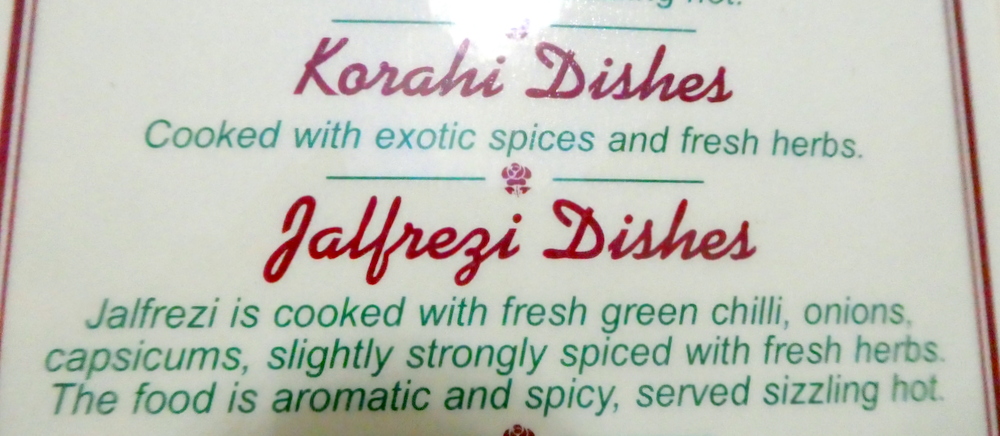 hot.
Korahi Dishes
Cooked with exotic spices and fresh herbs.
Jalfrezi Dishes
Jalfrezi is cooked with fresh green chilli, onions,
capsicums, slightly strongly spiced with fresh herbs.
The food is aromatic and spicy, served sizzling hot.